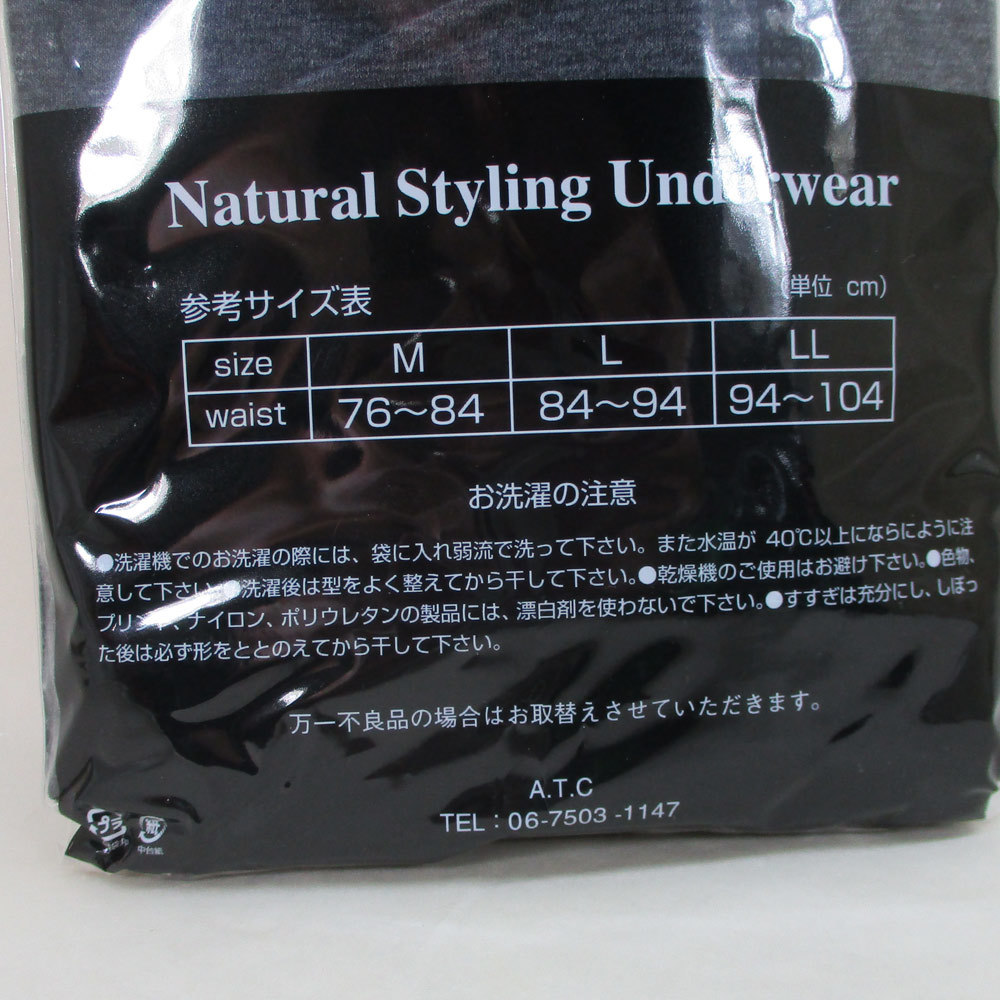 Natural Styling Underwear
参考サイズ表
(単位 cm)
size M L LL
waist 76～84 84～94 94～104
お洗濯の注意
●洗濯機でのお洗濯の際には、袋に入れ弱流で洗って下さい。また水温が 40℃以上にならにように注
意して下さい。●洗濯後は型をよく整えてから干して下さい。●乾燥機のご使用はお避け下さい。●色物、
プリント、ナイロン、ポリウレタンの製品には、漂白剤を使わないで下さい。●すすぎは充分にし、しぼっ
た後は必ず形をととのえてから干して下さい。
万一不良品の場合はお取替えさせていただきます。
A.T.C
TEL : 06-7503-1147
プラ 紙
中台紙